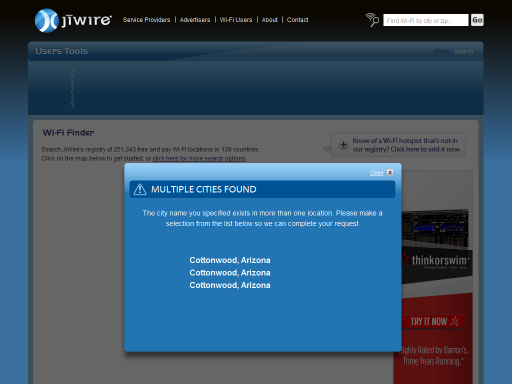 jiwire
Service Providers | Advertisers | Wi-Fi Users | About | Contact
Find Wi-Fi by city or zip...
Go
Users Tools
Home Search
Advertisement
Wi-Fi Finder
Search JiWire's registry of 251,343 free and pay Wi-Fi locations in 138 countries.
Click on the map below to get started, or click here for more search options.
Know of a Wi-Fi hotspot that's not in
our registry? Click here to add it now.
Close X
MULTIPLE CITIES FOUND
The city name you specified exists in more than one location. Please make a
selection from the list below so we can complete your request
Cottonwood, Arizona
Cottonwood, Arizona
Cottonwood, Arizona
thinkorswim
TRY IT NOW
Highly Rated by Barron's,
Three Years Running.*